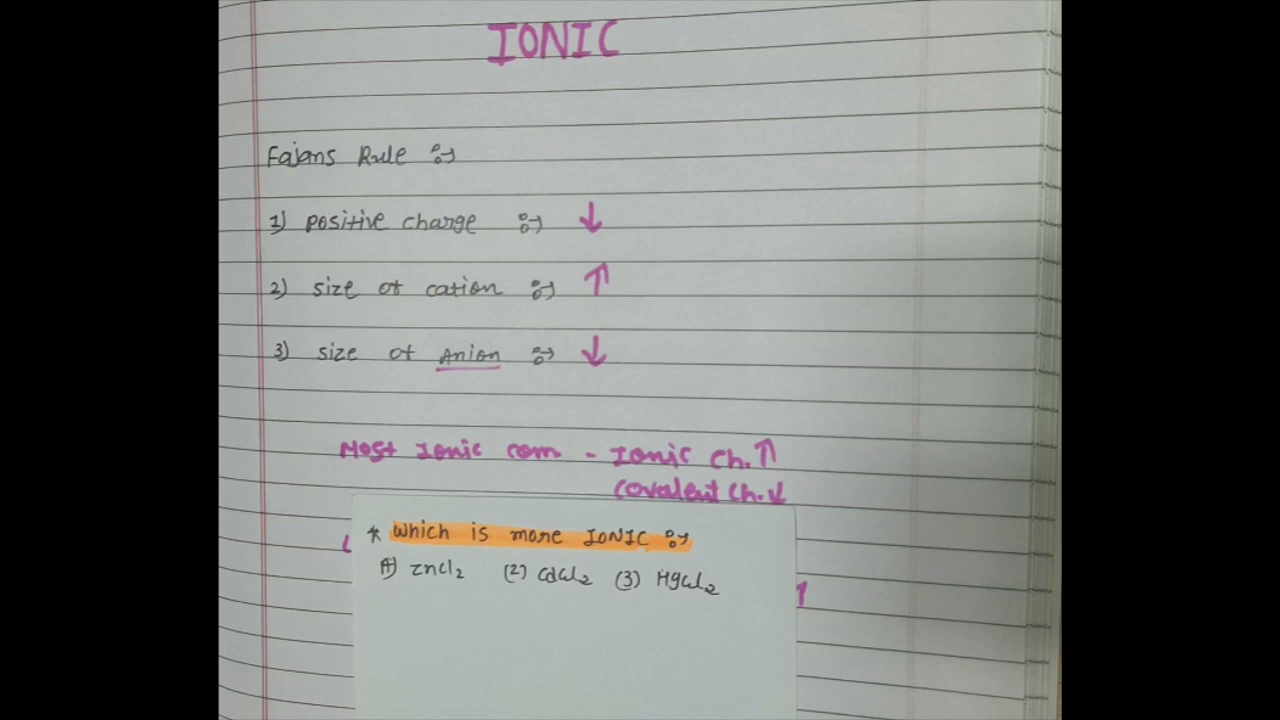 IONIC
Fajans Rule :→
1) positive charge :→ ↓
2) size of cation :→ ↑
3) size of Anion :→ ↓
Most Ionic com. - Ionic Ch.↑
Covalent Ch.↓
* Which is more IONIC :→
A) ZnCl2 (2) CdCl2 (3) HgCl2